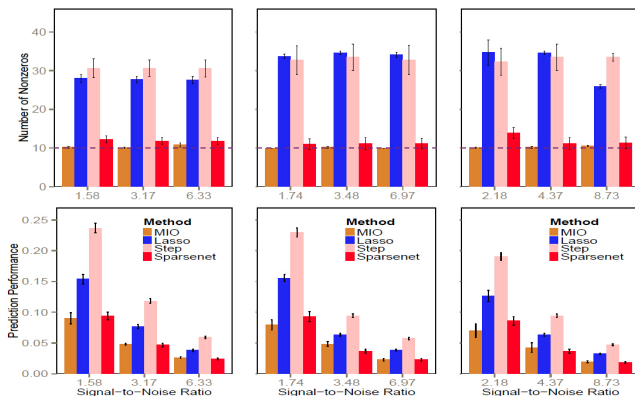 Number of Nonzeros
40
30
20
10
0
1.58 3.17 6.33
1.74 3.48 6.97
2.18 4.37 8.73
Prediction Performance
0.25
0.20
0.15
0.10
0.05
0.00
Method
MIO
Lasso
Step
Sparsenet
Method
MIO
Lasso
Step
Sparsenet
Method
MIO
Lasso
Step
Sparsenet
1.58 3.17 6.33
1.74 3.48 6.97
2.18 4.37 8.73
Signal-to-Noise Ratio
Signal-to-Noise Ratio
Signal-to-Noise Ratio